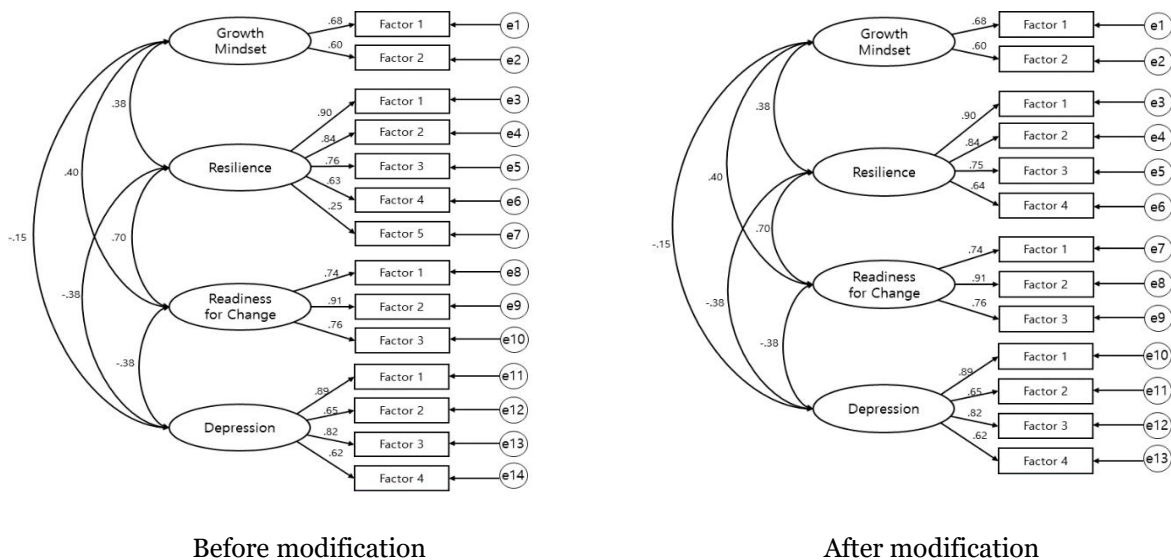 Growth
Mindset
.68
Factor 1
e1
.60
Factor 2
e2
.38
Resilience
.90
Factor 1
e3
.84
Factor 2
e4
.76
Factor 3
e5
.63
Factor 4
e6
.25
Factor 5
e7
.40
.70
-.15
-.38
Readiness
for Change
.74
Factor 1
e8
.91
Factor 2
e9
.76
Factor 3
e10
-.38
Depression
.89
Factor 1
e11
.65
Factor 2
e12
.82
Factor 3
e13
.62
Factor 4
e14
Before modification
Growth
Mindset
.68
Factor 1
e1
.60
Factor 2
e2
.38
Resilience
.90
Factor 1
e3
.84
Factor 2
e4
.75
Factor 3
e5
.64
Factor 4
e6
.40
.70
-.15
-.38
Readiness
for Change
.74
Factor 1
e7
.91
Factor 2
e8
.76
Factor 3
e9
-.38
Depression
.89
Factor 1
e10
.65
Factor 2
e11
.82
Factor 3
e12
.62
Factor 4
e13
After modification